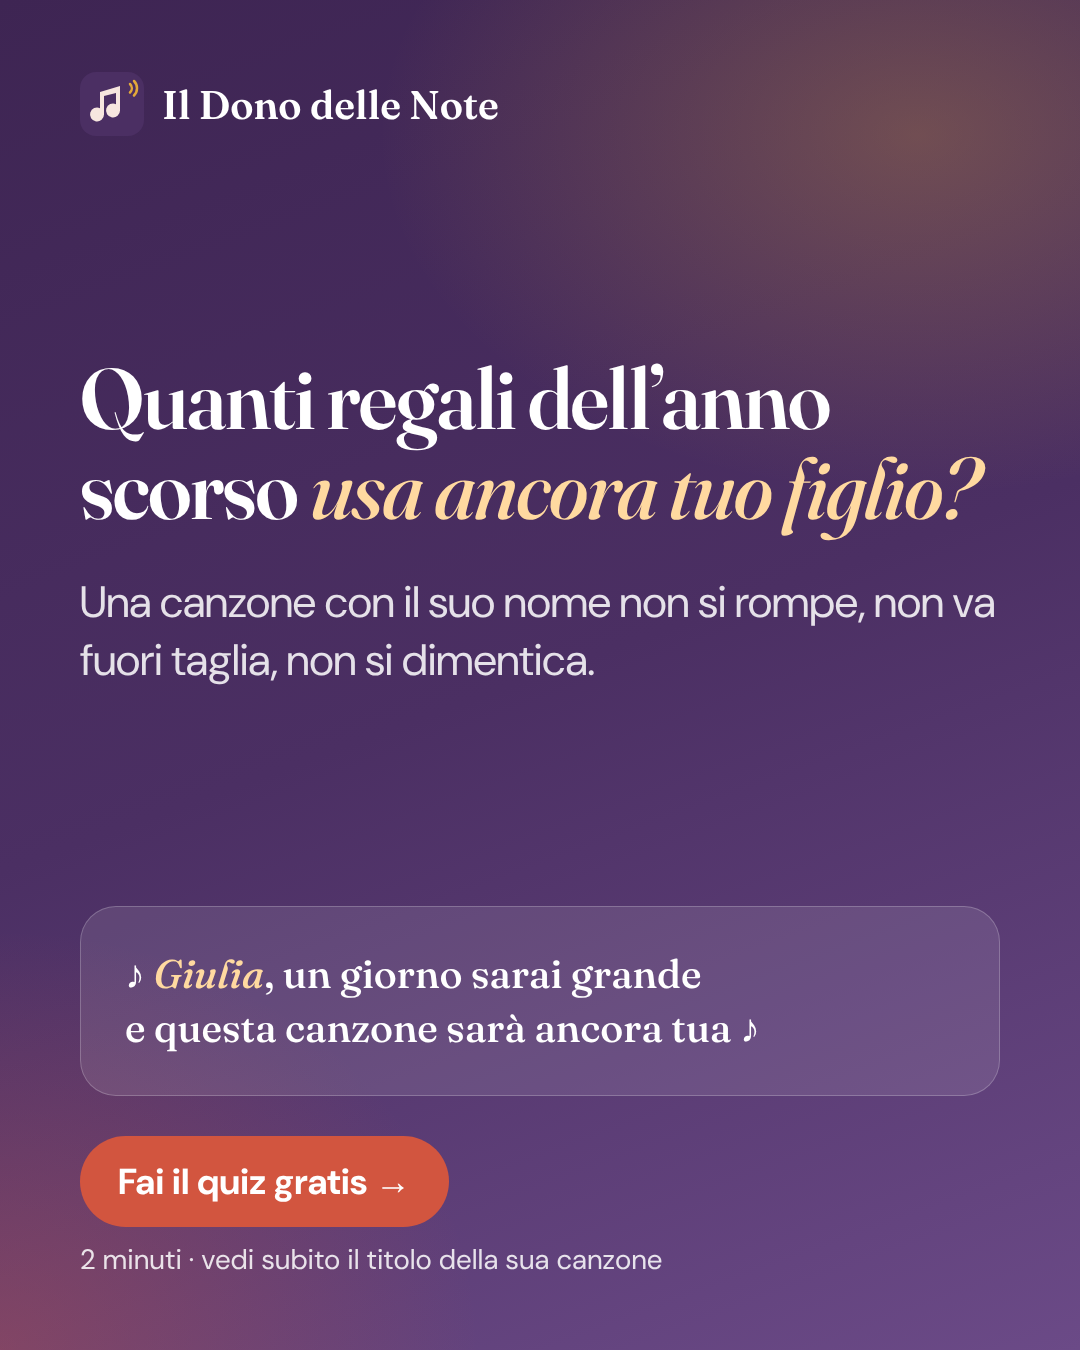 Il Dono delle Note
Quanti regali dell’anno
scorso usa ancora tuo figlio?
Una canzone con il suo nome non si rompe, non va
fuori taglia, non si dimentica.
♪ Giulia, un giorno sarai grande
e questa canzone sarà ancora tua ♪
Fai il quiz gratis →
2 minuti · vedi subito il titolo della sua canzone